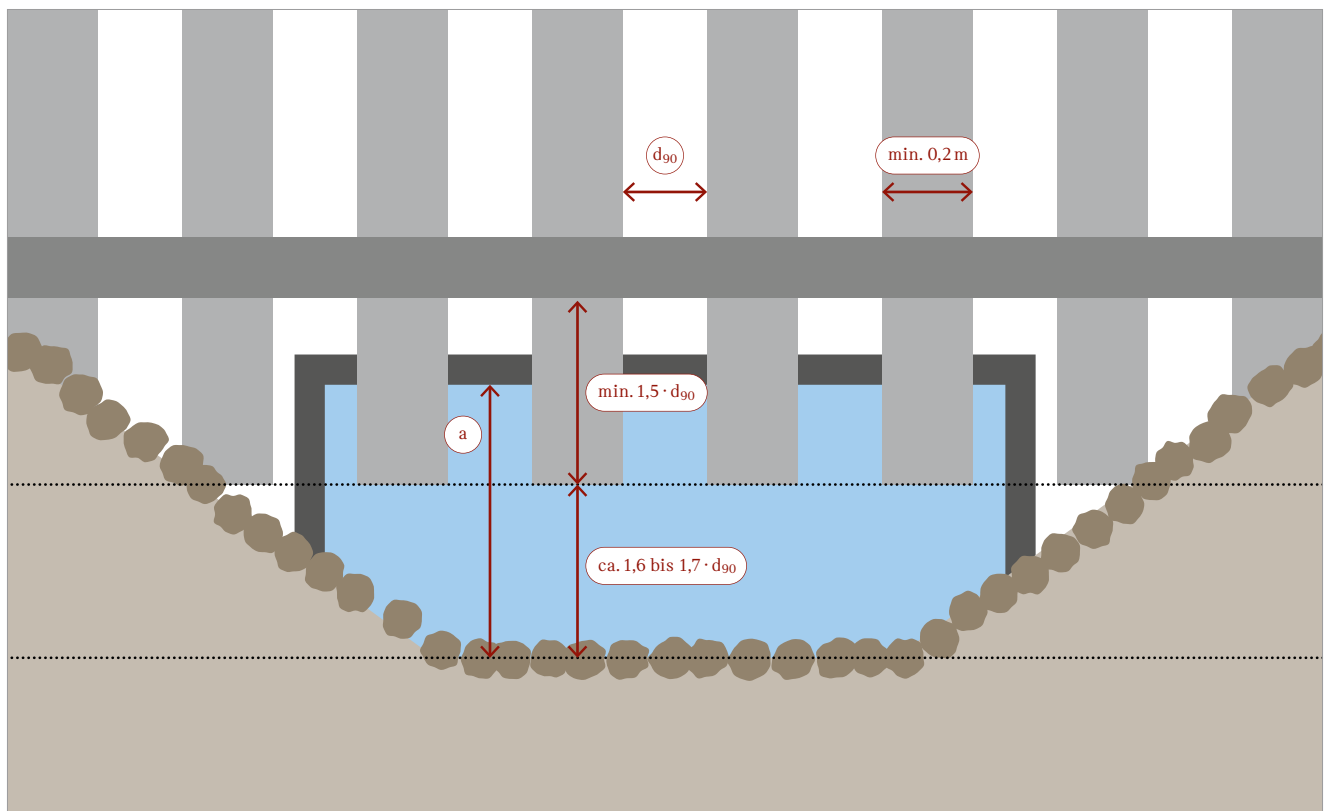 d₉₀
min. 0,2 m
min. 1,5 · d₉₀
a
ca. 1,6 bis 1,7 · d₉₀